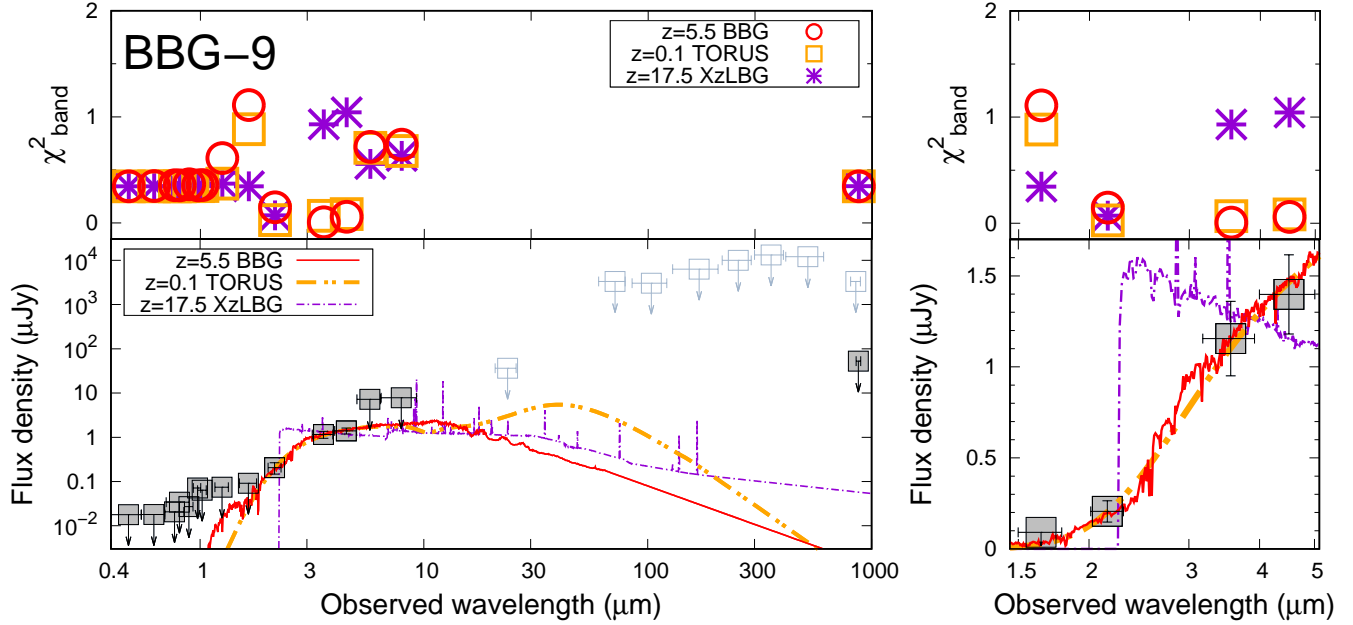 BBG−9
z=5.5 BBG
z=0.1 TORUS
z=17.5 XzLBG
χ²band
2
1
0
2
1
0
z=5.5 BBG
z=0.1 TORUS
z=17.5 XzLBG
Flux density (μJy)
10⁴
10³
10²
10
1
0.1
10⁻²
0.4 1 3 10 30 100 300 1000
Observed wavelength (μm)
Flux density (μJy)
1.5
1
0.5
0
1.5 2 3 4 5
Observed wavelength (μm)